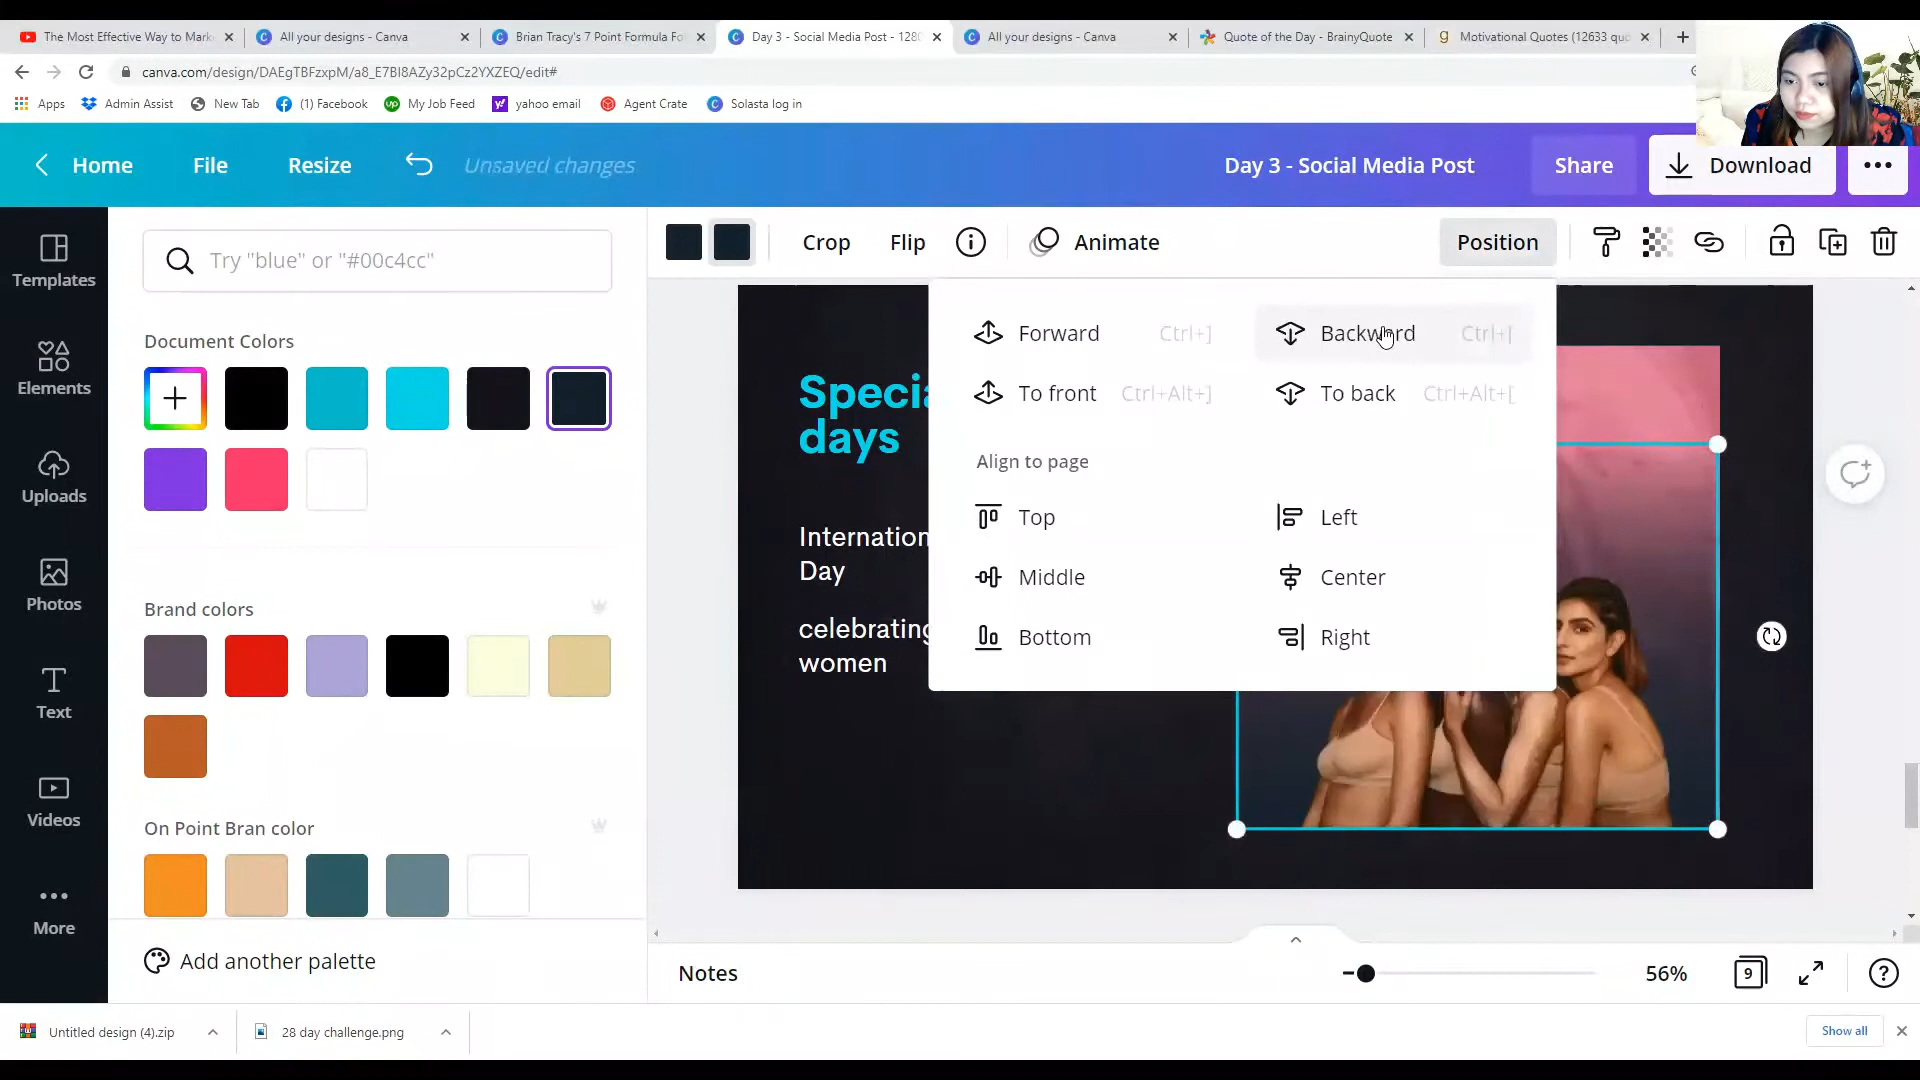 The Most Effective Way to Mark
All your designs - Canva
Brian Tracy's 7 Point Formula Fo
Day 3 - Social Media Post - 1280
All your designs - Canva
Quote of the Day - BrainyQuote
Motivational Quotes (12633 quo
canva.com/design/DAEgTBFzxpM/a8_E7BI8AZy32pCz2YXZEQ/edit#
Apps
Admin Assist
New Tab
(1) Facebook
My Job Feed
yahoo email
Agent Crate
Solasta log in
Home
File
Resize
Unsaved changes
Day 3 - Social Media Post
Share
Download
Templates
Elements
Uploads
Photos
Text
Videos
More
Try "blue" or "#00c4cc"
Document Colors
Brand colors
On Point Bran color
Add another palette
Crop
Flip
Animate
Position
Forward Ctrl+]
Backward Ctrl+[
To front Ctrl+Alt+]
To back Ctrl+Alt+[
Align to page
Top
Left
Middle
Center
Bottom
Right
Specia
days
Internation
Day
celebrating
women
Notes
56%
9
Untitled design (4).zip
28 day challenge.png
Show all